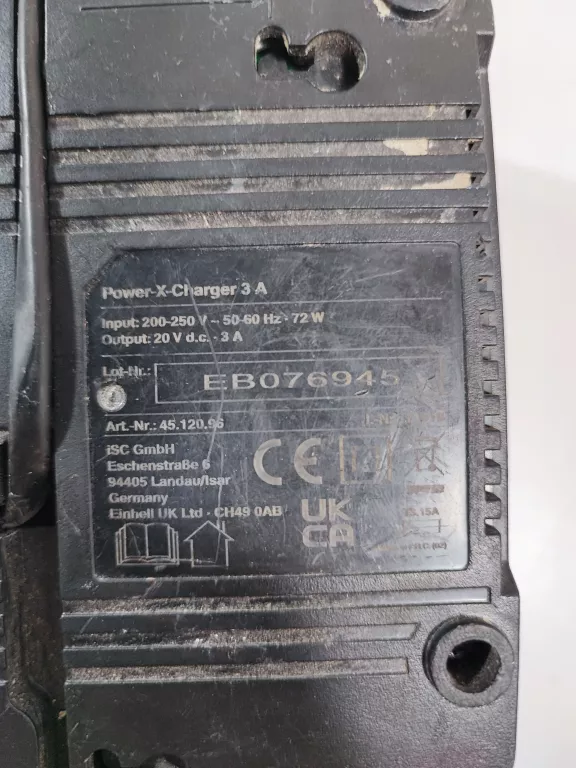 Power-X-Charger 3 A
Input: 200-250 V ~ 50-60 Hz · 72 W
Output: 20 V d.c. · 3 A
Lot-Nr.: EB076945
Art.-Nr.: 45.120.96
iSC GmbH
Eschenstraße 6
94405 Landau/Isar
Germany
Einhell UK Ltd · CH49 0AB
CE
UK
CA
15A